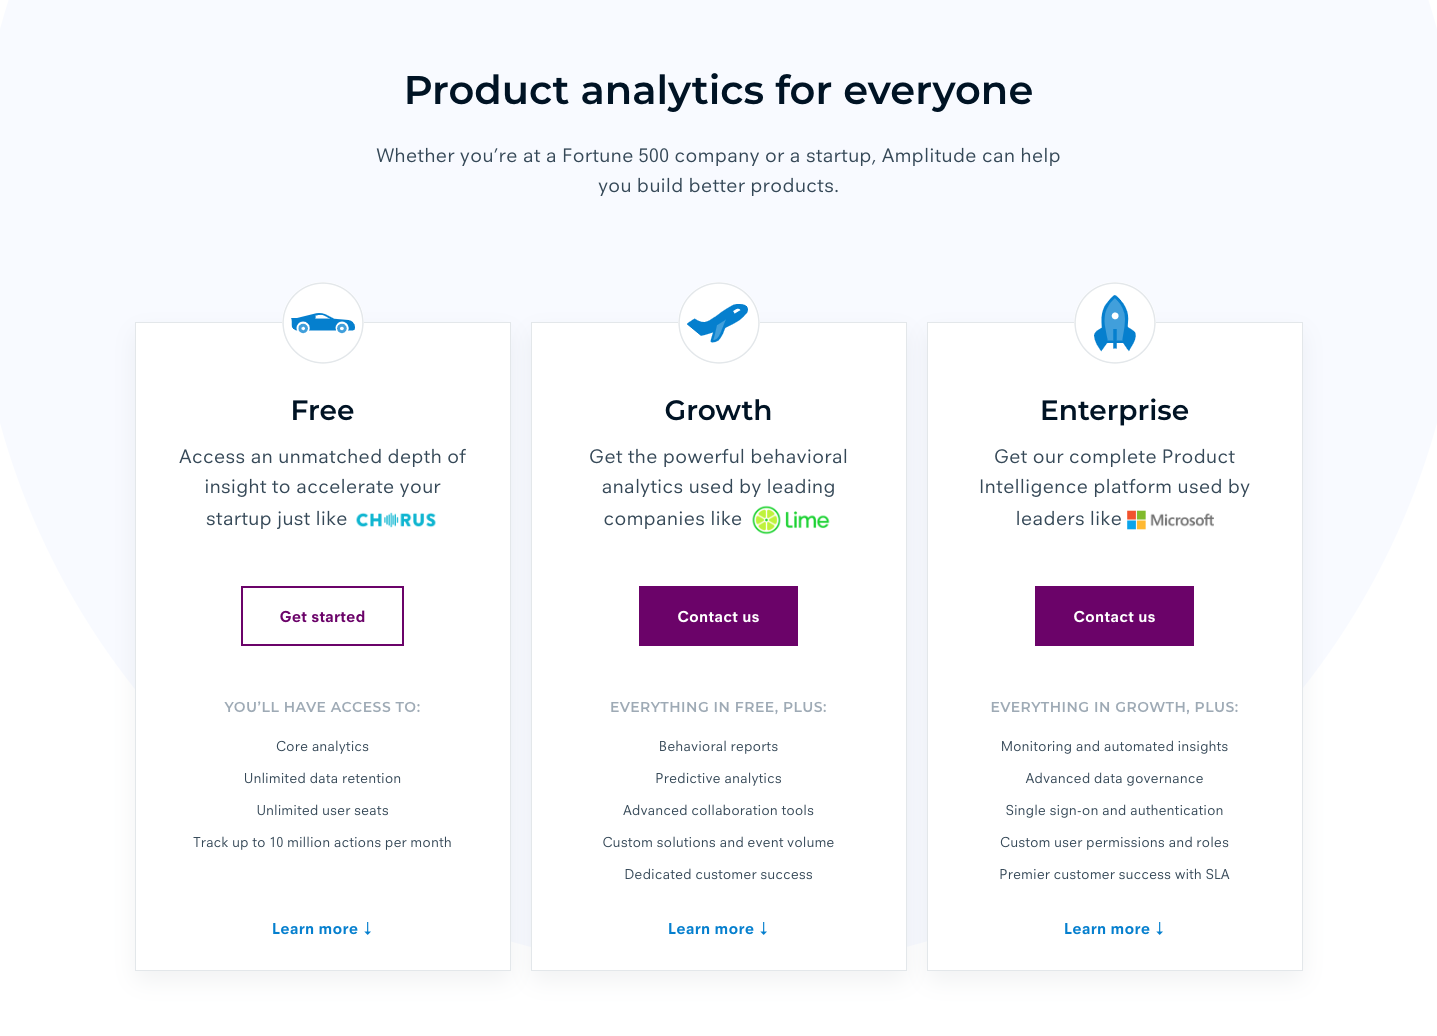 Product analytics for everyone
Whether you’re at a Fortune 500 company or a startup, Amplitude can help
you build better products.
Free
Access an unmatched depth of
insight to accelerate your
startup just like CHORUS
Get started
YOU’LL HAVE ACCESS TO:
Core analytics
Unlimited data retention
Unlimited user seats
Track up to 10 million actions per month
Learn more ↓
Growth
Get the powerful behavioral
analytics used by leading
companies like Lime
Contact us
EVERYTHING IN FREE, PLUS:
Behavioral reports
Predictive analytics
Advanced collaboration tools
Custom solutions and event volume
Dedicated customer success
Learn more ↓
Enterprise
Get our complete Product
Intelligence platform used by
leaders like Microsoft
Contact us
EVERYTHING IN GROWTH, PLUS:
Monitoring and automated insights
Advanced data governance
Single sign-on and authentication
Custom user permissions and roles
Premier customer success with SLA
Learn more ↓